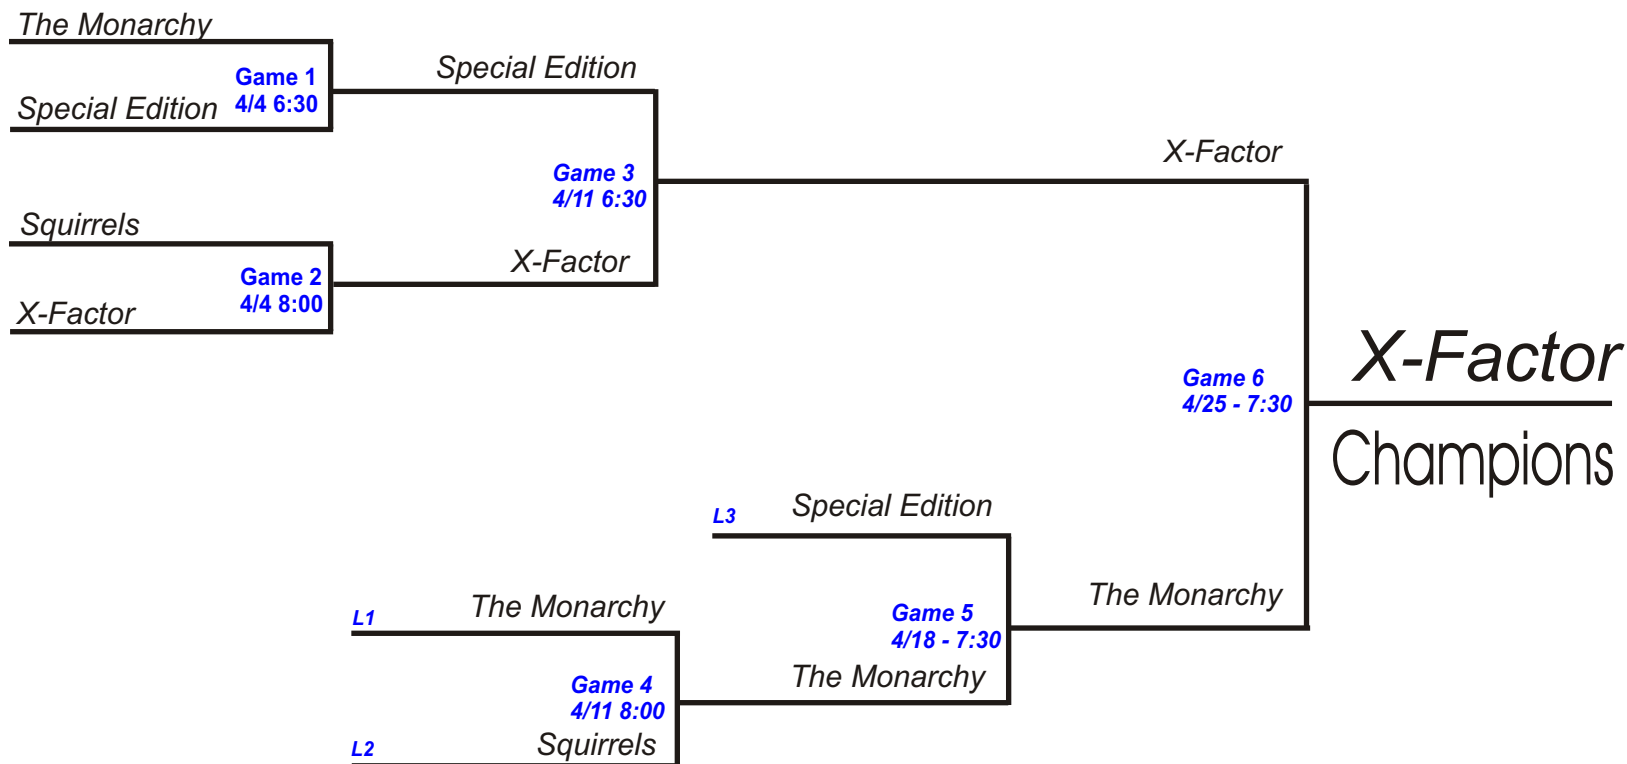 The Monarchy
Game 1
4/4 6:30
Special Edition
Special Edition
Squirrels
Game 2
4/4 8:00
X-Factor
X-Factor
Game 3
4/11 6:30
X-Factor
Game 6
4/25 - 7:30
X-Factor
Champions
L3
Special Edition
L1
The Monarchy
Game 5
4/18 - 7:30
The Monarchy
The Monarchy
Game 4
4/11 8:00
L2
Squirrels